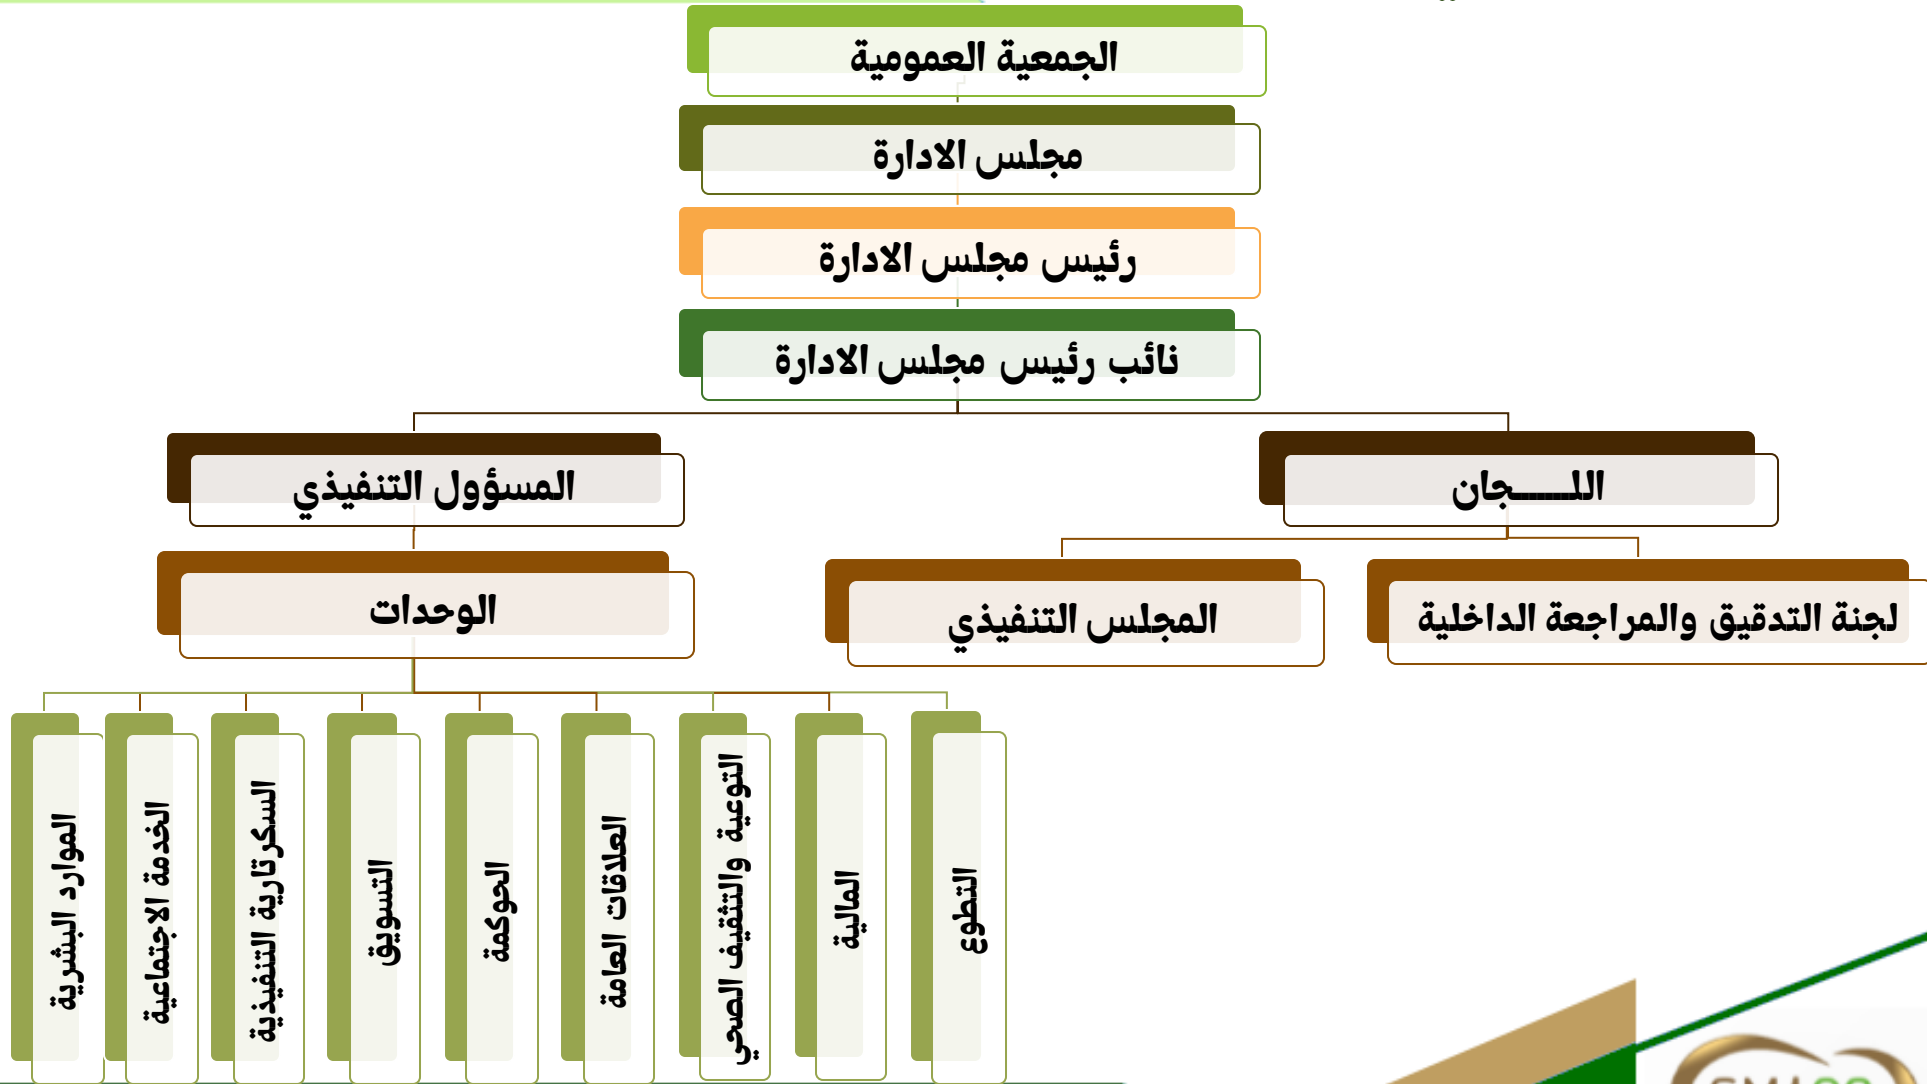 الجمعية العمومية
مجلس الادارة
رئيس مجلس الادارة
نائب رئيس مجلس الادارة
اللـــــجان
المسؤول التنفيذي
لجنة التدقيق والمراجعة الداخلية
المجلس التنفيذي
الوحدات
التطوع
المالية
التوعية والتثقيف الصحي
العلاقات العامة
الحوكمة
التسويق
السكرتارية التنفيذية
الخدمة الاجتماعية
الموارد البشرية